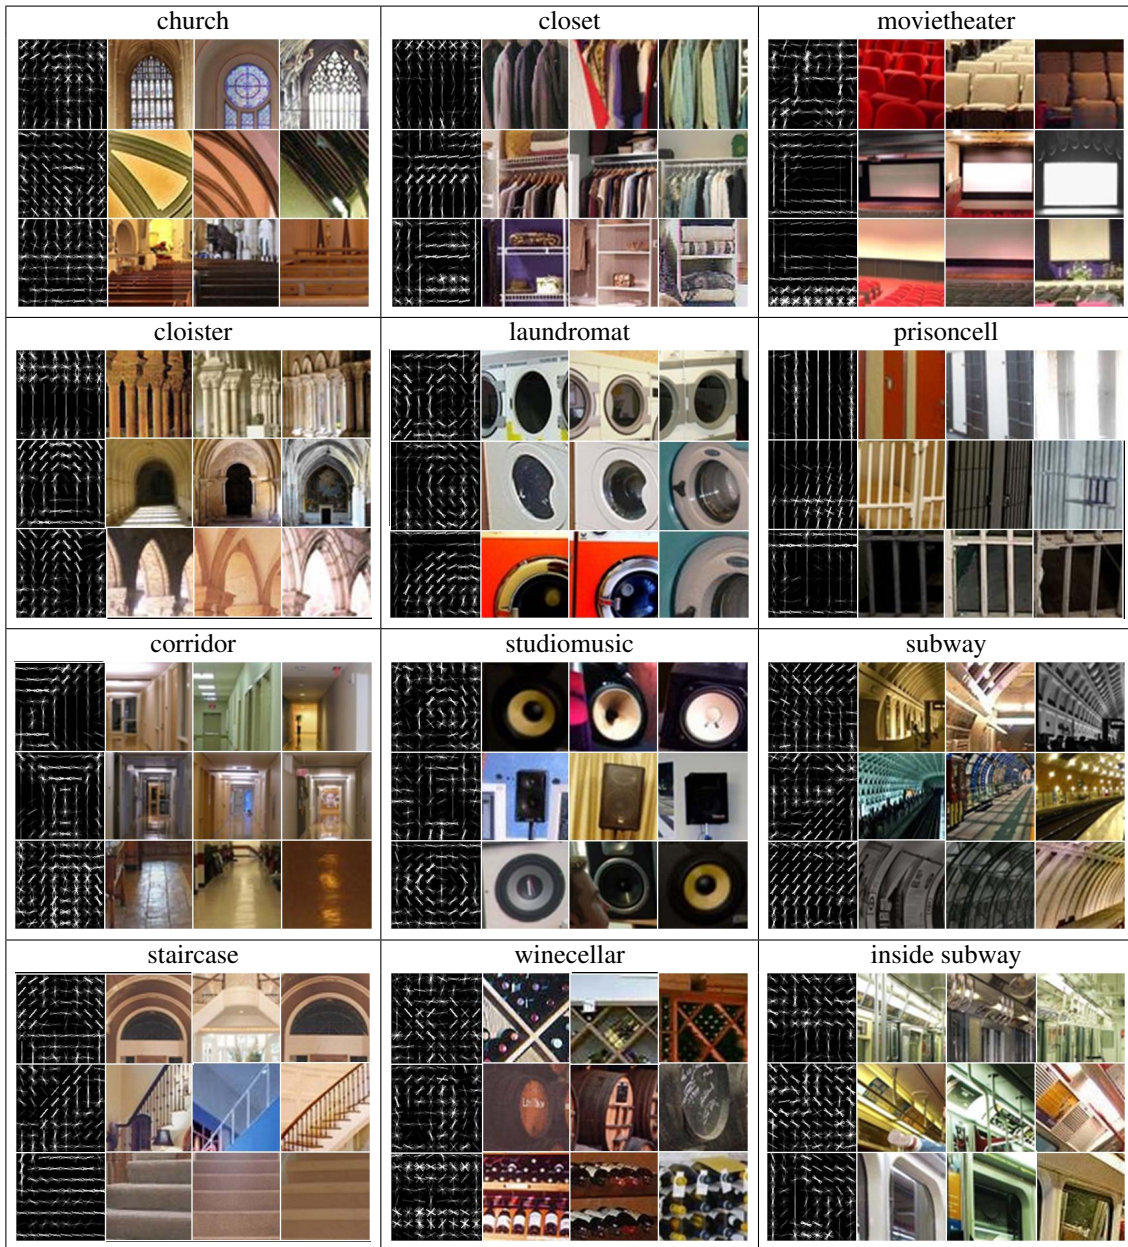 church
closet
movietheater
cloister
laundromat
prisoncell
corridor
studiomusic
subway
staircase
winecellar
inside subway